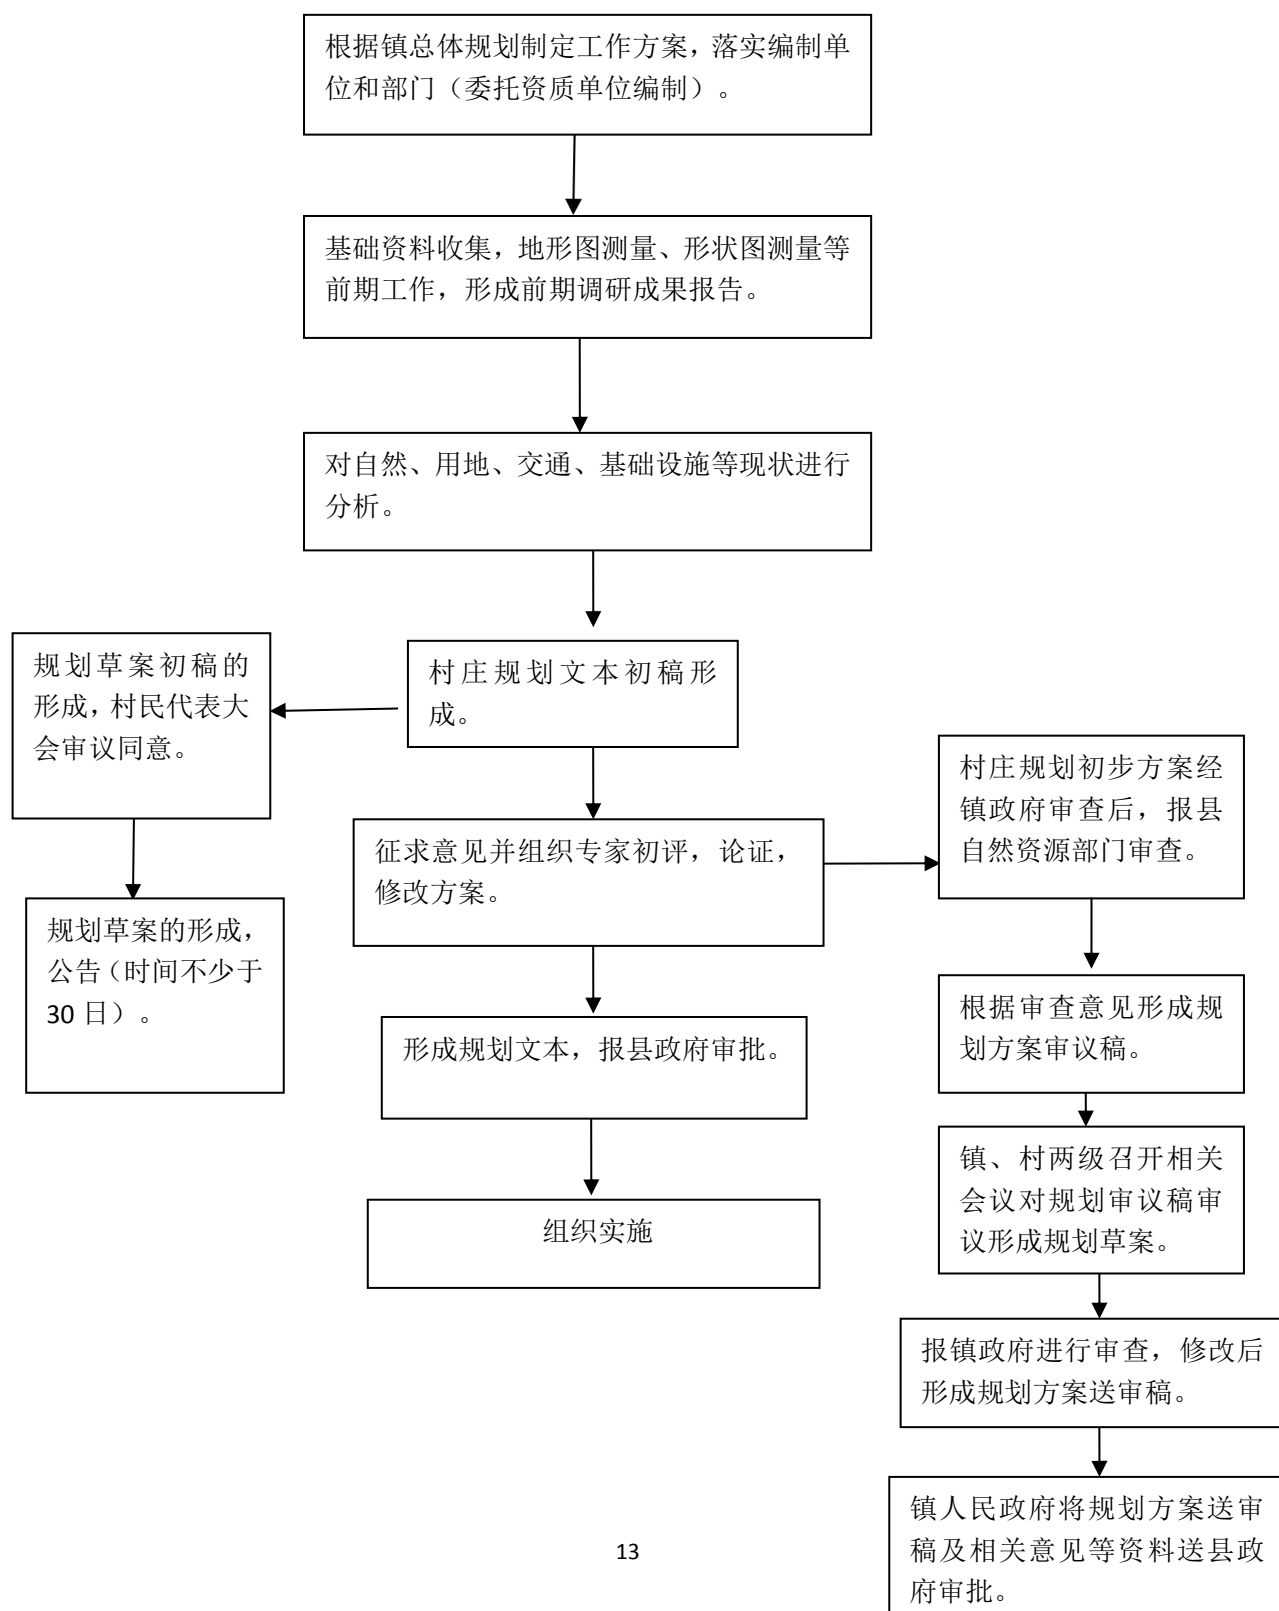 根据镇总体规划制定工作方案，落实编制单
位和部门（委托资质单位编制）。
基础资料收集，地形图测量、形状图测量等
前期工作，形成前期调研成果报告。
对自然、用地、交通、基础设施等现状进行
分析。
村庄规划文本初稿形
成。
规划草案初稿的
形成，村民代表大
会审议同意。
规划草案的形成，
公告（时间不少于
30 日）。
征求意见并组织专家初评，论证，
修改方案。
形成规划文本，报县政府审批。
组织实施
村庄规划初步方案经
镇政府审查后，报县
自然资源部门审查。
根据审查意见形成规
划方案审议稿。
镇、村两级召开相关
会议对规划审议稿审
议形成规划草案。
报镇政府进行审查，修改后
形成规划方案送审稿。
镇人民政府将规划方案送审
稿及相关意见等资料送县政
府审批。
13